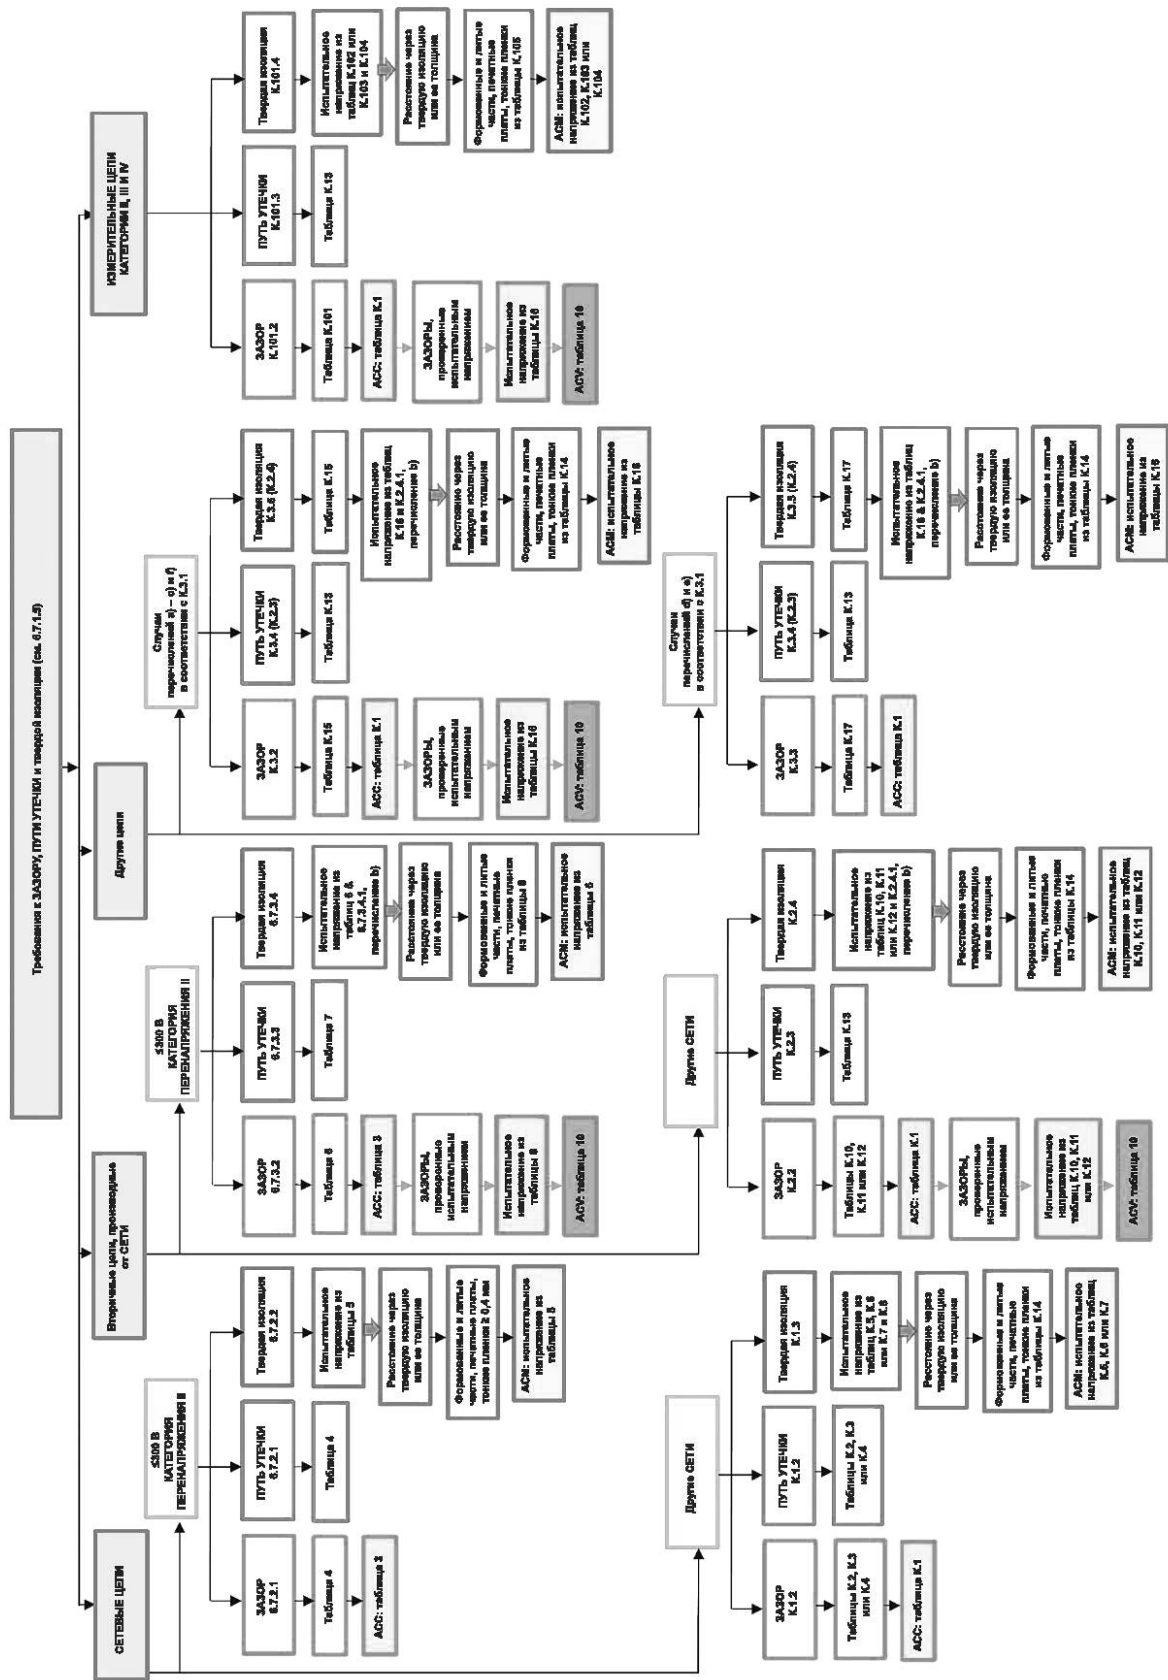 Требования к ЗАЗОРУ, ПУТИ УТЕЧКИ и твердой изоляции (см. 6.7.1.5)
СЕТЕВЫЕ ЦЕПИ
≤300 В
КАТЕГОРИЯ
ПЕРЕНАПРЯЖЕНИЯ II
ЗАЗОР
6.7.2.1
Таблица 4
ACC: таблица 3
ПУТЬ УТЕЧКИ
6.7.2.1
Таблица 4
Твердая изоляция
6.7.2.2
Испытательное
напряжение из
таблицы 5
Расстояние через
твердую изоляцию
или ее толщина
Формованные и литые
части, печатные платы,
тонкие пленки ≥ 0,4 мм
ACM: испытательное
напряжение из
таблицы 5
Другие СЕТИ
ЗАЗОР
K.1.2
Таблицы K.2, K.3
или K.4
ACC: таблица K.1
ПУТЬ УТЕЧКИ
K.1.2
Таблицы K.2, K.3
или K.4
Твердая изоляция
K.1.3
Испытательное
напряжение из
таблиц K.5, K.6
или K.7 и K.8
Расстояние через
твердую изоляцию
или ее толщина
Формованные и литые
части, печатные
платы, тонкие пленки
из таблицы K.14
ACM: испытательное
напряжение из таблиц
K.5, K.6 или K.7
Вторичные цепи, производные
от СЕТИ
≤300 В
КАТЕГОРИЯ
ПЕРЕНАПРЯЖЕНИЯ II
ЗАЗОР
6.7.3.2
Таблица 6
ACC: таблица 3
ЗАЗОРЫ,
проверенные
испытательным
напряжением
Испытательное
напряжение из
таблицы 6
ACV: таблица 10
ПУТЬ УТЕЧКИ
6.7.3.3
Таблица 7
Твердая изоляция
6.7.3.4
Испытательное
напряжение из
таблиц 6 &
6.7.3.4.1,
перечисление b)
Расстояние через
твердую изоляцию
или ее толщина
Формованные и литые
части, печатные
платы, тонкие пленки
из таблицы 8
ACM: испытательное
напряжение из
таблицы 6
Другие СЕТИ
ЗАЗОР
K.2.2
Таблицы K.10,
K.11 или K.12
ACC: таблица K.1
ЗАЗОРЫ,
проверенные
испытательным
напряжением
Испытательное
напряжение из
таблиц K.10, K.11
или K.12
ACV: таблица 10
ПУТЬ УТЕЧКИ
K.2.3
Таблица K.13
Твердая изоляция
K.2.4
Испытательное
напряжение из
таблиц K.10, K.11
или K.12 и K.2.4.1,
перечисление b)
Расстояние через
твердую изоляцию
или ее толщина
Формованные и литые
части, печатные
платы, тонкие пленки
из таблицы K.14
ACM: испытательное
напряжение из таблиц
K.10, K.11 или K.12
Другие цепи
Случаи
перечислений a) – c) и f)
в соответствии с K.3.1
ЗАЗОР
K.3.2
Таблица K.15
ACC: таблица K.1
ЗАЗОРЫ,
проверенные
испытательным
напряжением
Испытательное
напряжение из
таблицы K.16
ACV: таблица 10
ПУТЬ УТЕЧКИ
K.3.4 (K.2.3)
Таблица K.13
Твердая изоляция
K.3.5 (K.2.4)
Таблица K.15
Испытательное
напряжение из таблиц
K.16 и K.2.4.1,
перечисление b)
Расстояние через
твердую изоляцию
или ее толщина
Формованные и литые
части, печатные
платы, тонкие пленки
из таблицы K.14
ACM: испытательное
напряжение из
таблицы K.16
Случаи
перечислений d) и e)
в соответствии с K.3.1
ЗАЗОР
K.3.3
Таблица K.17
ACC: таблица K.1
ПУТЬ УТЕЧКИ
K.3.4 (K.2.3)
Таблица K.13
Твердая изоляция
K.3.5 (K.2.4)
Таблица K.17
Испытательное
напряжение из таблиц
K.16 & K.2.4.1,
перечисление b)
Расстояние через
твердую изоляцию
или ее толщина
Формованные и литые
части, печатные
платы, тонкие пленки
из таблицы K.14
ACM: испытательное
напряжение из
таблицы K.16
ИЗМЕРИТЕЛЬНЫЕ ЦЕПИ
КАТЕГОРИИ II, III и IV
ЗАЗОР
K.101.2
Таблица K.101
ACC: таблица K.1
ЗАЗОРЫ,
проверенные
испытательным
напряжением
Испытательное
напряжение из
таблицы K.16
ACV: таблица 10
ПУТЬ УТЕЧКИ
K.101.3
Таблица K.13
Твердая изоляция
K.101.4
Испытательное
напряжение из
таблиц K.102 или
K.103 и K.104
Расстояние через
твердую изоляцию
или ее толщина
Формованные и литые
части, печатные
платы, тонкие пленки
из таблицы K.105
ACM: испытательное
напряжение из таблиц
K.102, K.103 или
K.104